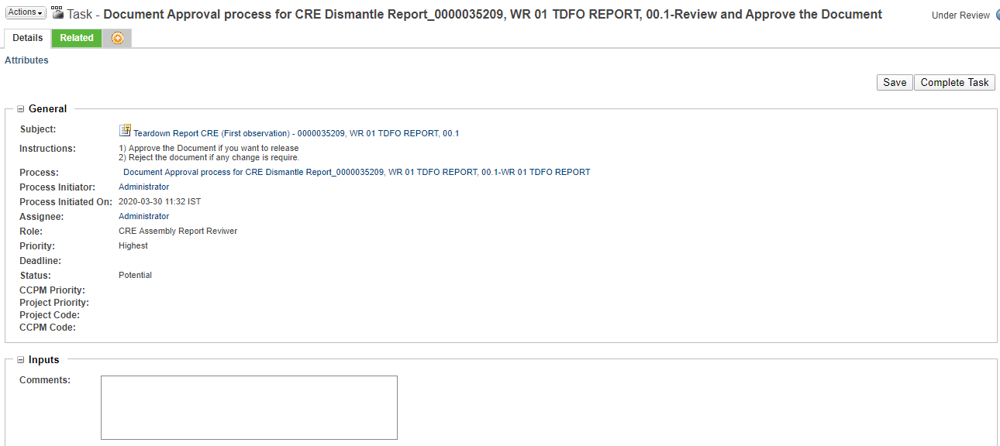 Actions Task - Document Approval process for CRE Dismantle Report_0000035209, WR 01 TDFO REPORT, 00.1-Review and Approve the Document Under Review
Details Related
Attributes
Save Complete Task
General
Subject: Teardown Report CRE (First observation) - 0000035209, WR 01 TDFO REPORT, 00.1
Instructions: 1) Approve the Document if you want to release
2) Reject the document if any change is require.
Process: Document Approval process for CRE Dismantle Report_0000035209, WR 01 TDFO REPORT, 00.1-WR 01 TDFO REPORT
Process Initiator: Administrator
Process Initiated On: 2020-03-30 11:32 IST
Assignee: Administrator
Role: CRE Assembly Report Reviwer
Priority: Highest
Deadline:
Status: Potential
CCPM Priority:
Project Priority:
Project Code:
CCPM Code:
Inputs
Comments: